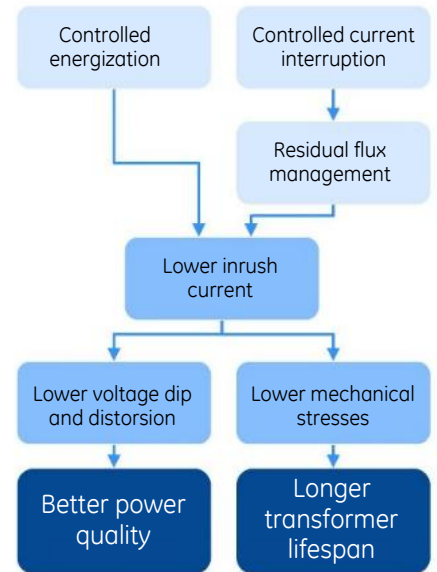 Controlled
energization
Controlled current
interruption
Residual flux
management
Lower inrush
current
Lower voltage dip
and distorsion
Lower mechanical
stresses
Better power
quality
Longer
transformer
lifespan